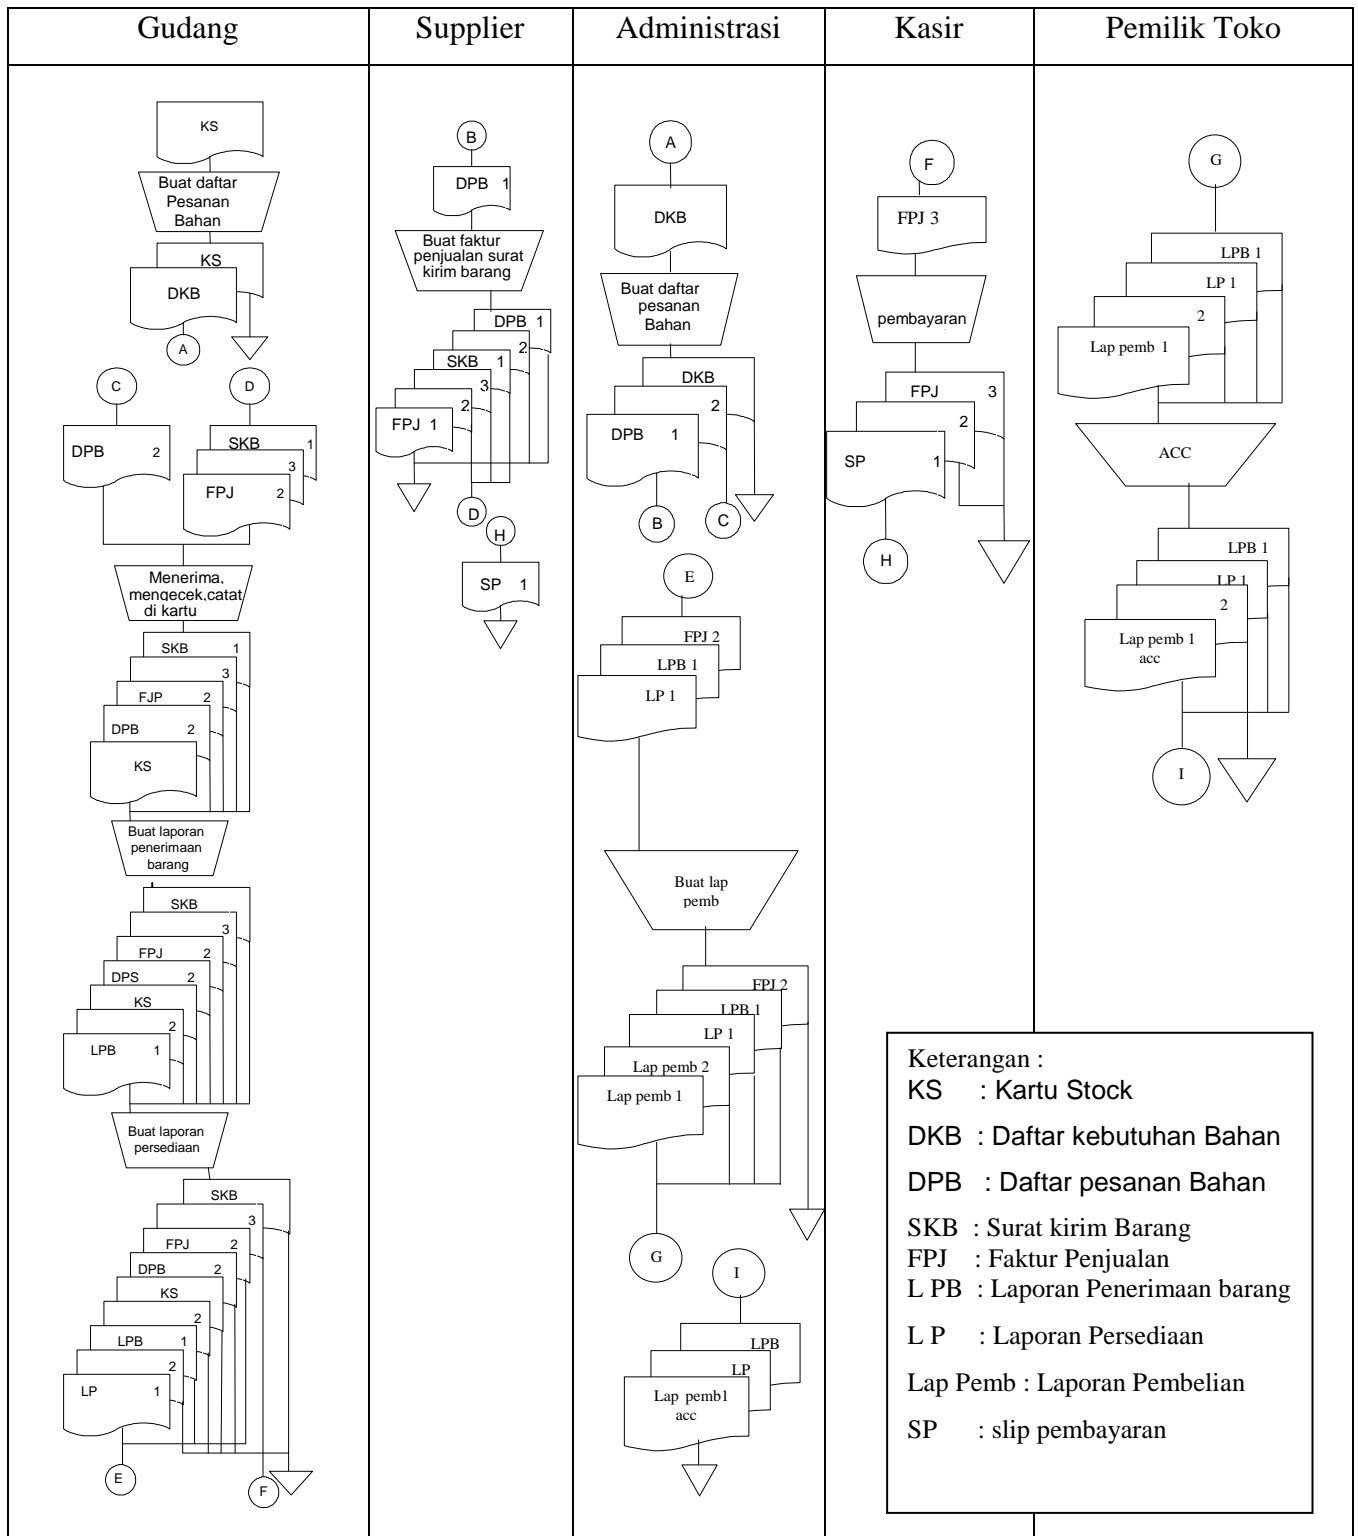 Gudang
Supplier
Administrasi
Kasir
Pemilik Toko
KS
Buat daftar
Pesanan
Bahan
KS
DKB
A
C
D
DPB 2
SKB 1
3
FPJ 2
Menerima,
mengecek,catat
di kartu
SKB 1
3
FJP 2
DPB 2
KS
Buat laporan
penerimaan
barang
SKB
3
FPJ 2
DPS 2
KS
2
LPB 1
Buat laporan
persediaan
SKB
3
FPJ 2
DPB 2
KS
2
LPB 1
2
LP 1
E
F
B
DPB 1
Buat faktur
penjualan surat
kirim barang
DPB 1
2
SKB 1
3
2
FPJ 1
D
H
SP 1
A
DKB
Buat daftar
pesanan
Bahan
DKB
2
DPB 1
B
C
E
FPJ 2
LPB 1
LP 1
Buat lap
pemb
FPJ 2
LPB 1
LP 1
Lap pemb 2
Lap pemb 1
G
I
LPB
LP
Lap pemb1
acc
F
FPJ 3
pembayaran
FPJ 3
2
SP 1
H
G
LPB 1
LP 1
2
Lap pemb 1
ACC
LPB 1
LP 1
2
Lap pemb 1
acc
I
Keterangan :
KS : Kartu Stock
DKB : Daftar kebutuhan Bahan
DPB : Daftar pesanan Bahan
SKB : Surat kirim Barang
FPJ : Faktur Penjualan
L PB : Laporan Penerimaan barang
L P : Laporan Persediaan
Lap Pemb : Laporan Pembelian
SP : slip pembayaran